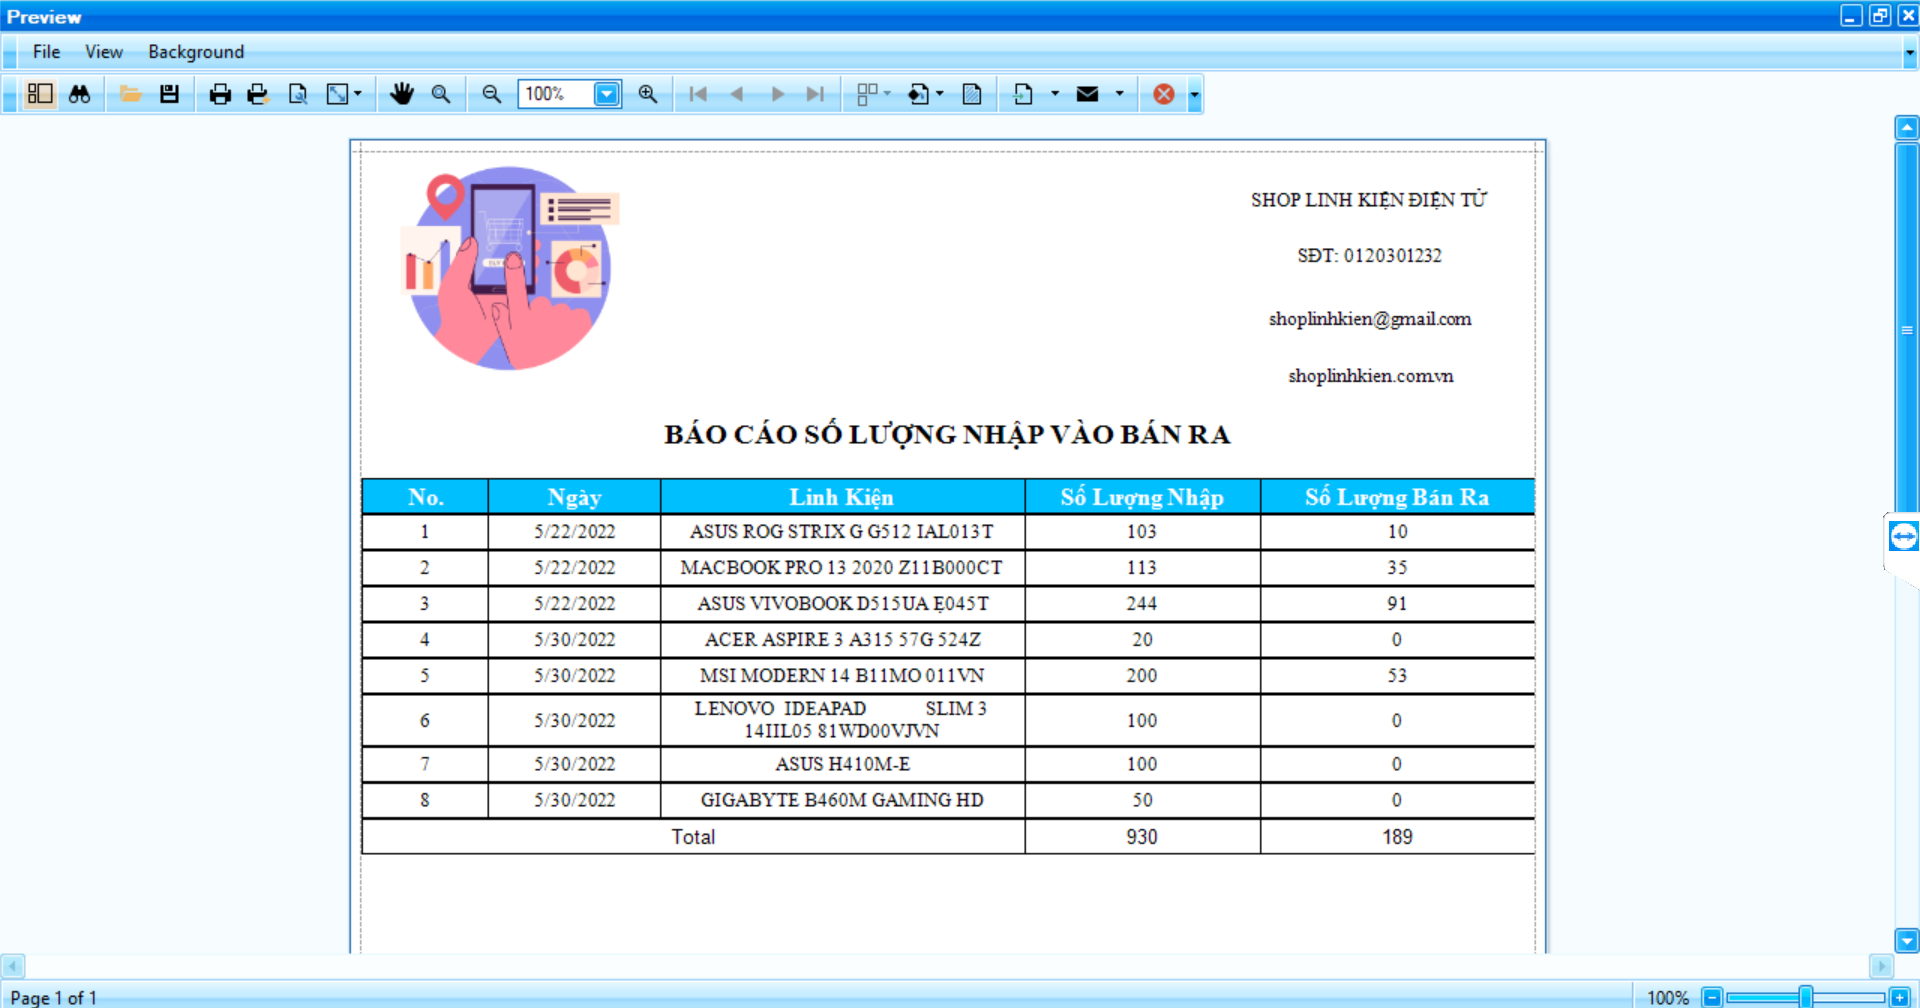 Preview
File View Background
100%
SHOP LINH KIỆN ĐIỆN TỬ
SĐT: 0120301232
shoplinhkien@gmail.com
shoplinhkien.com.vn
BÁO CÁO SỐ LƯỢNG NHẬP VÀO BÁN RA
No. Ngày Linh Kiện Số Lượng Nhập Số Lượng Bán Ra
1 5/22/2022 ASUS ROG STRIX G G512 IAL013T 103 10
2 5/22/2022 MACBOOK PRO 13 2020 Z11B000CT 113 35
3 5/22/2022 ASUS VIVOBOOK D515UA Ẹ045T 244 91
4 5/30/2022 ACER ASPIRE 3 A315 57G 524Z 20 0
5 5/30/2022 MSI MODERN 14 B11MO 011VN 200 53
6 5/30/2022 LENOVO IDEAPAD SLIM 3 100 0
14IIL05 81WD00VJVN
7 5/30/2022 ASUS H410M-E 100 0
8 5/30/2022 GIGABYTE B460M GAMING HD 50 0
Total 930 189
Page 1 of 1 100%